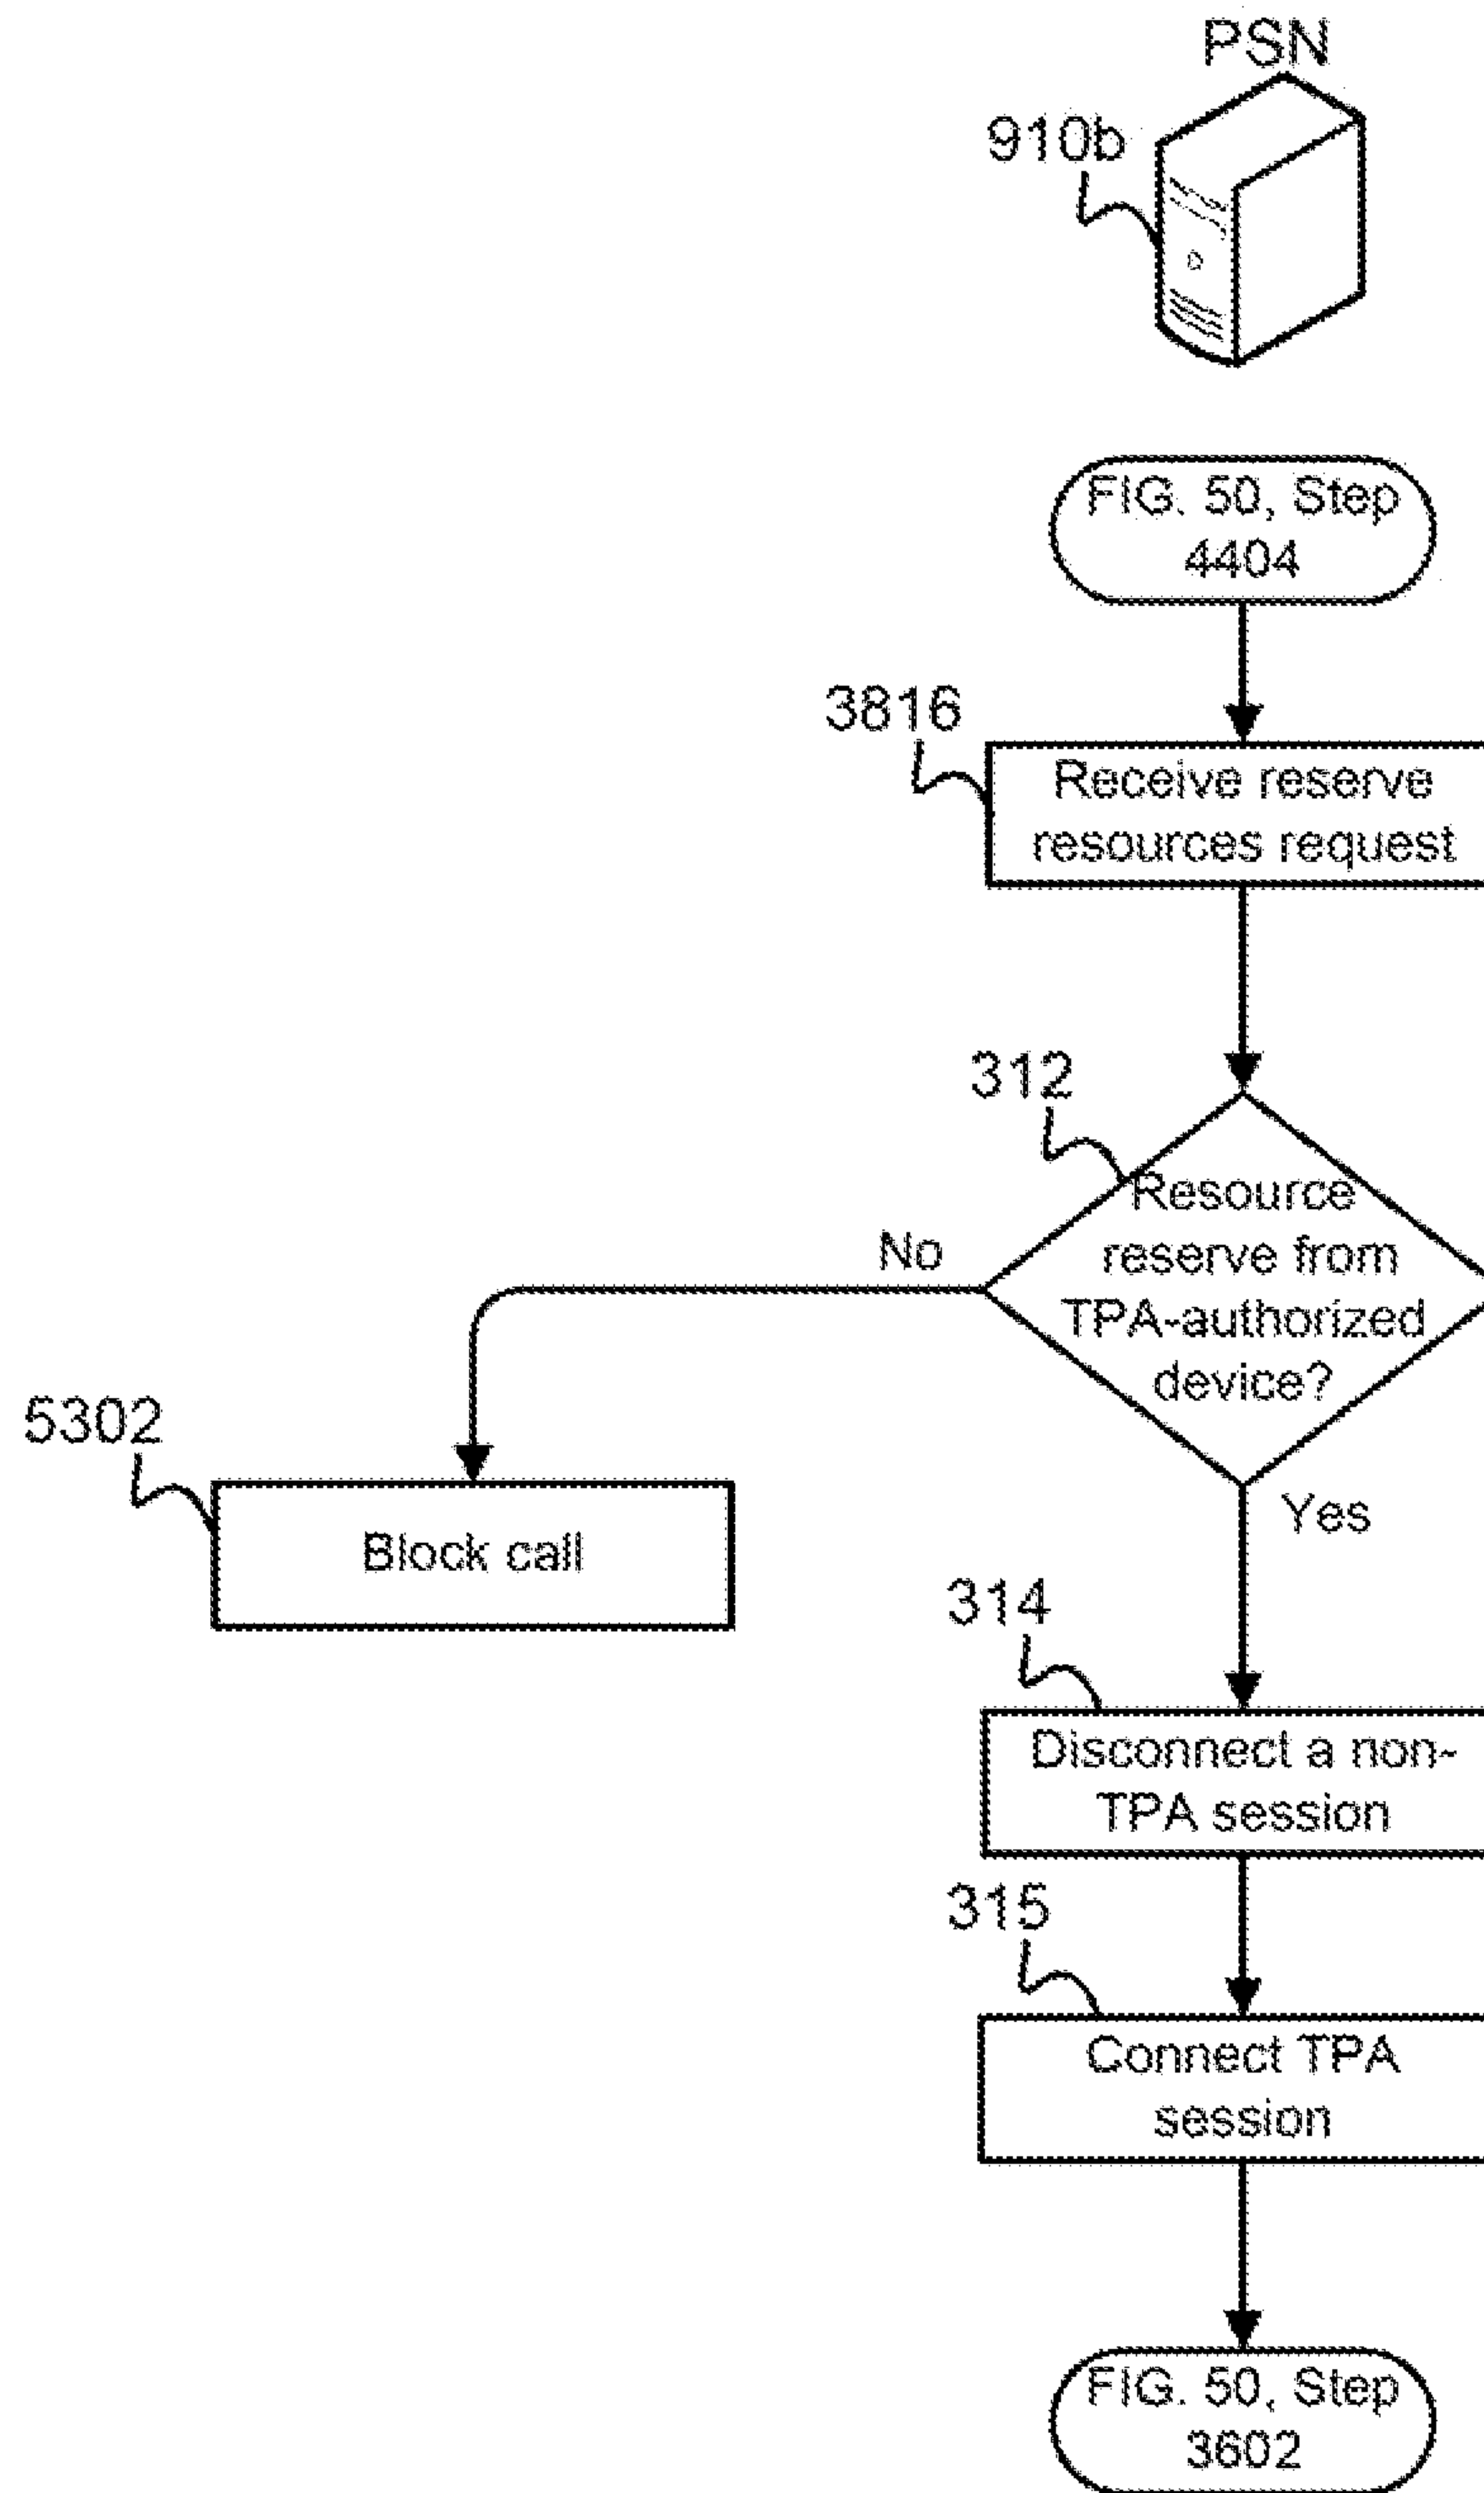 PSN
910b
FIG. 50, Step
4404
3816
Receive reserve
resources request
312
Resource
reserve from
TPA-authorized
device?
No
Yes
5302
Block call
314
Disconnect a non-
TPA session
315
Connect TPA
session
FIG. 50, Step
3602